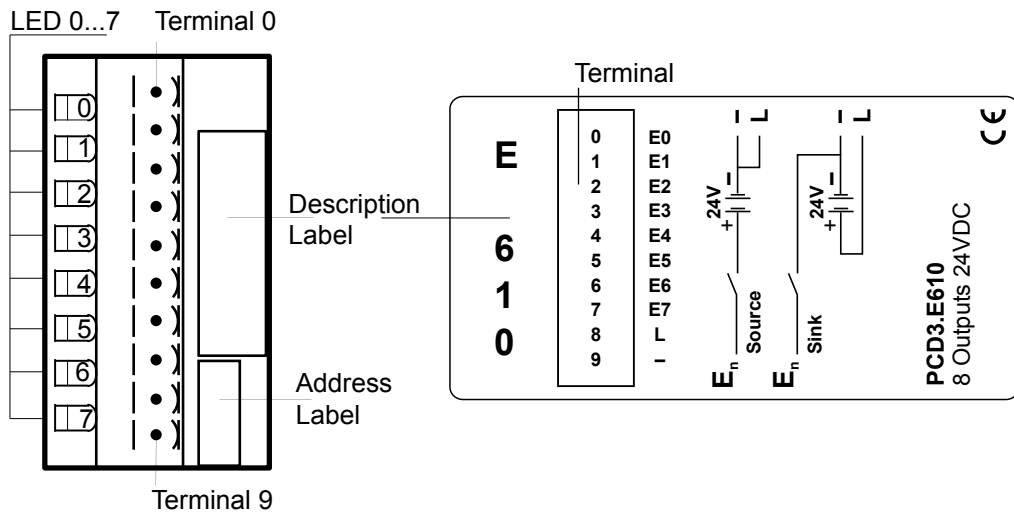 LED 0...7
Terminal 0
0
1
2
3
4
5
6
7
Description
Label
Address
Label
Terminal 9
Terminal
E
6
1
0
0 E0
1 E1
2 E2
3 E3
4 E4
5 E5
6 E6
7 E7
8 L
9 –
– L
24V
+ –
En
Source
– L
24V
+ –
En
Sink
CE
PCD3.E610
8 Outputs 24VDC